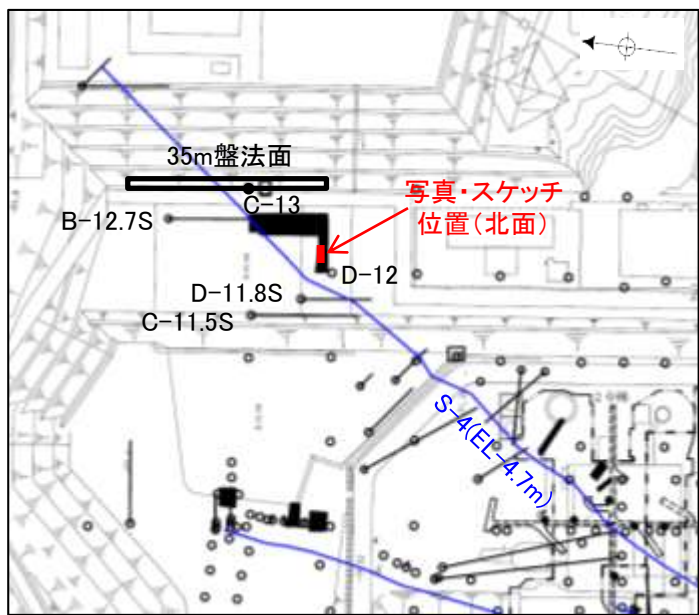 35m盤法面
C-13
B-12.7S
写真・スケッチ
位置(北面)
D-12
D-11.8S
C-11.5S
S-4(EL-4.7m)